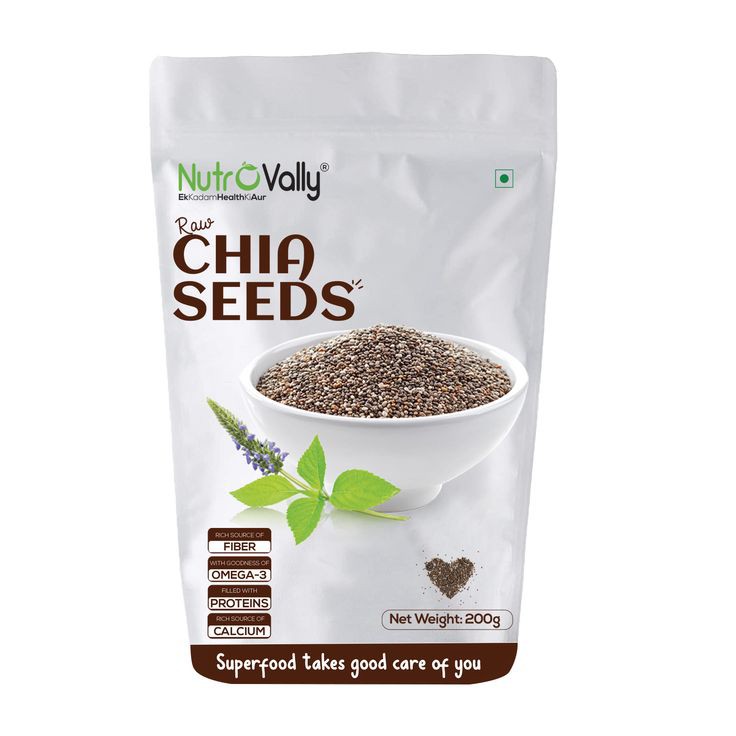 NutrOVally®
EkKadamHealthKiAur
Raw
CHIA
SEEDS
RICH SOURCE OF
FIBER
WITH GOODNESS OF
OMEGA-3
FILLED WITH
PROTEINS
RICH SOURCE OF
CALCIUM
Net Weight: 200g
Superfood takes good care of you